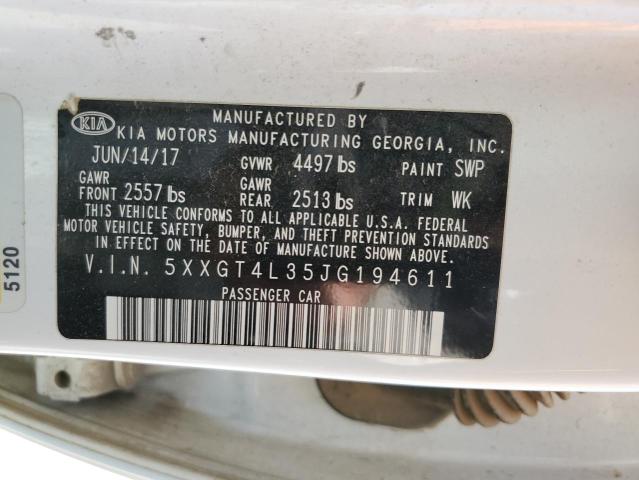 KIA
MANUFACTURED BY
KIA MOTORS MANUFACTURING GEORGIA, INC.
JUN/14/17 GVWR 4497 lbs PAINT SWP
GAWR FRONT 2557 lbs GAWR REAR 2513 lbs TRIM WK
THIS VEHICLE CONFORMS TO ALL APPLICABLE U.S.A. FEDERAL
MOTOR VEHICLE SAFETY, BUMPER, AND THEFT PREVENTION STANDARDS
IN EFFECT ON THE DATE OF MANUFACTURE SHOWN ABOVE.
V.I.N. 5XXGT4L35JG194611
PASSENGER CAR
5120